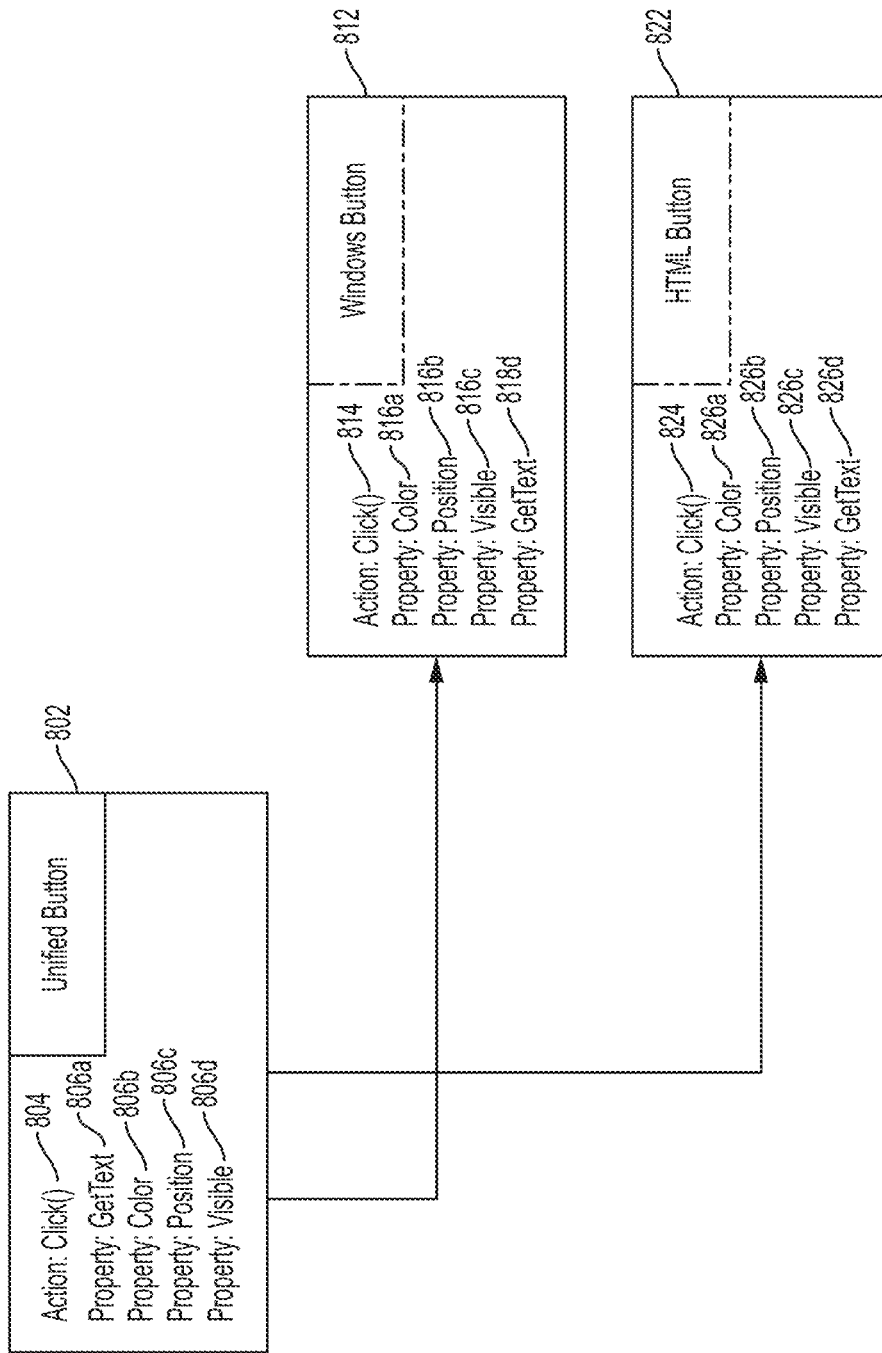 Unified Button
802
Action: Click() 804
Property: GetText 806a
Property: Color 806b
Property: Position 806c
Property: Visible 806d
Windows Button
812
Action: Click() 814
Property: Color 816a
Property: Position 816b
Property: Visible 816c
Property: GetText 818d
HTML Button
822
Action: Click() 824
Property: Color 826a
Property: Position 826b
Property: Visible 826c
Property: GetText 826d